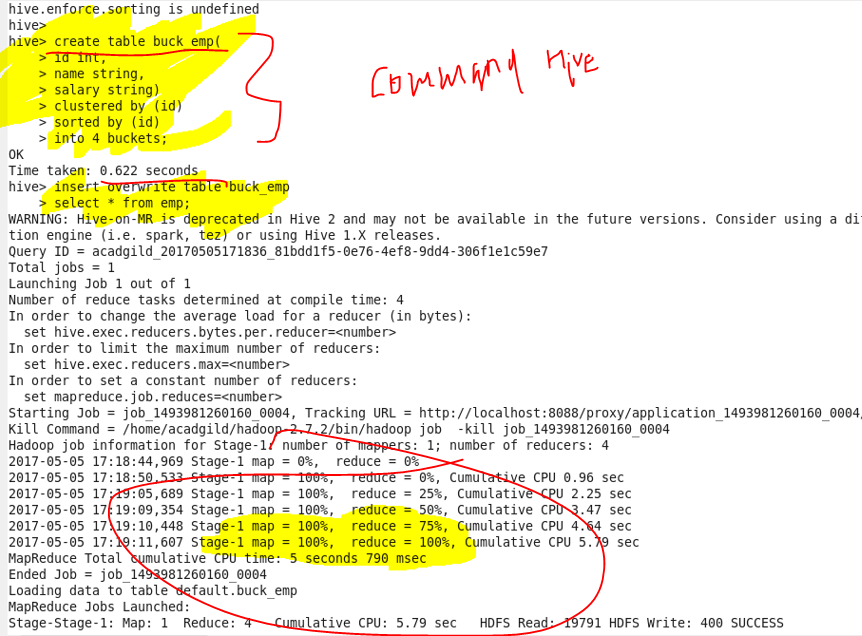 hive.enforce.sorting is undefined
hive>
hive> create table buck_emp(
    > id int,
    > name string,
    > salary string)
    > clustered by (id)
    > sorted by (id)
    > into 4 buckets;
Command Hive
OK
Time taken: 0.622 seconds
hive> insert overwrite table buck_emp
    > select * from emp;
WARNING: Hive-on-MR is deprecated in Hive 2 and may not be available in the future versions. Consider using a di
tion engine (i.e. spark, tez) or using Hive 1.X releases.
Query ID = acadgild_20170505171836_81bdd1f5-0e76-4ef8-9dd4-306f1e1c59e7
Total jobs = 1
Launching Job 1 out of 1
Number of reduce tasks determined at compile time: 4
In order to change the average load for a reducer (in bytes):
  set hive.exec.reducers.bytes.per.reducer=<number>
In order to limit the maximum number of reducers:
  set hive.exec.reducers.max=<number>
In order to set a constant number of reducers:
  set mapreduce.job.reduces=<number>
Starting Job = job_1493981260160_0004, Tracking URL = http://localhost:8088/proxy/application_1493981260160_0004/
Kill Command = /home/acadgild/hadoop-2.7.2/bin/hadoop job  -kill job_1493981260160_0004
Hadoop job information for Stage-1: number of mappers: 1; number of reducers: 4
2017-05-05 17:18:44,969 Stage-1 map = 0%,  reduce = 0%
2017-05-05 17:18:50,533 Stage-1 map = 100%,  reduce = 0%, Cumulative CPU 0.96 sec
2017-05-05 17:19:05,689 Stage-1 map = 100%,  reduce = 25%, Cumulative CPU 2.25 sec
2017-05-05 17:19:09,354 Stage-1 map = 100%,  reduce = 50%, Cumulative CPU 3.47 sec
2017-05-05 17:19:10,448 Stage-1 map = 100%,  reduce = 75%, Cumulative CPU 4.64 sec
2017-05-05 17:19:11,607 Stage-1 map = 100%,  reduce = 100%, Cumulative CPU 5.79 sec
MapReduce Total cumulative CPU time: 5 seconds 790 msec
Ended Job = job_1493981260160_0004
Loading data to table default.buck_emp
MapReduce Jobs Launched:
Stage-Stage-1: Map: 1  Reduce: 4   Cumulative CPU: 5.79 sec   HDFS Read: 19791 HDFS Write: 400 SUCCESS